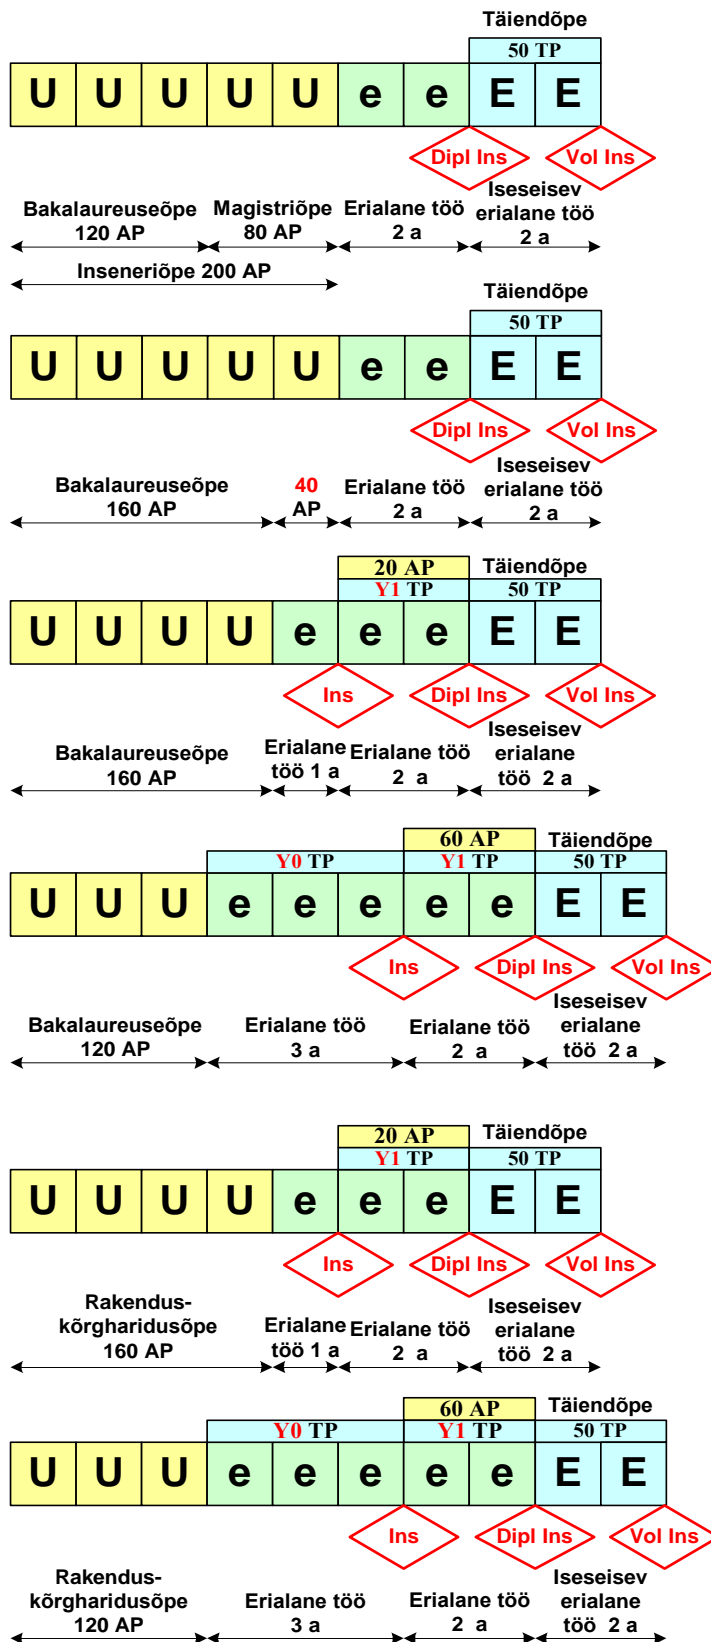 Täiendõpe
50 TP
U U U U U e e E E
Dipl Ins Vol Ins
Bakalaureuseõpe Magistriõpe Erialane töö Iseseisev
120 AP 80 AP 2 a erialane töö
2 a
Inseneriõpe 200 AP
Täiendõpe
50 TP
U U U U U e e E E
Dipl Ins Vol Ins
Bakalaureuseõpe 40 Erialane töö Iseseisev
160 AP AP 2 a erialane töö
2 a
20 AP Täiendõpe
Y1 TP 50 TP
U U U U e e e E E
Ins Dipl Ins Vol Ins
Bakalaureuseõpe Erialane Erialane töö Iseseisev
160 AP töö 1 a 2 a erialane
töö 2 a
60 AP Täiendõpe
Y0 TP Y1 TP 50 TP
U U U e e e e e E E
Ins Dipl Ins Vol Ins
Bakalaureuseõpe Erialane töö Erialane töö Iseseisev
120 AP 3 a 2 a erialane
töö 2 a
20 AP Täiendõpe
Y1 TP 50 TP
U U U U e e e E E
Ins Dipl Ins Vol Ins
Rakendus- Iseseisev
kõrgharidusõpe Erialane Erialane töö erialane
160 AP töö 1 a 2 a töö 2 a
60 AP Täiendõpe
Y0 TP Y1 TP 50 TP
U U U e e e e e E E
Ins Dipl Ins Vol Ins
Rakendus- Iseseisev
kõrgharidusõpe Erialane töö Erialane töö erialane
120 AP 3 a 2 a töö 2 a